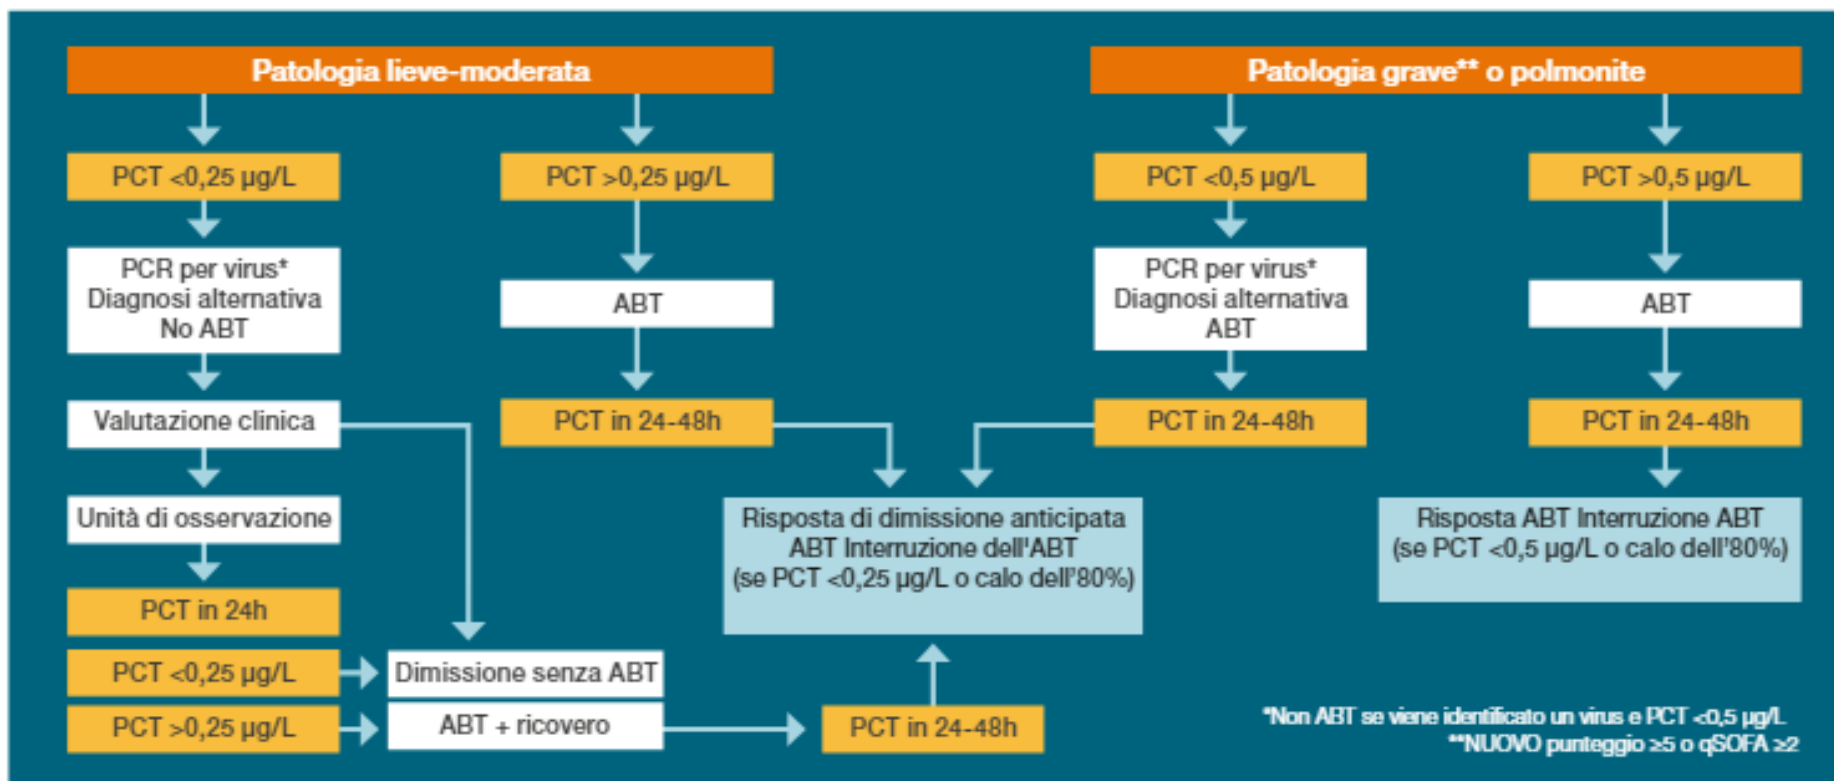 Patologia lieve-moderata
Patologia grave** o polmonite
PCT <0,25 µg/L
PCT >0,25 µg/L
PCT <0,5 µg/L
PCT >0,5 µg/L
PCR per virus*
Diagnosi alternativa
No ABT
ABT
PCR per virus*
Diagnosi alternativa
ABT
ABT
Valutazione clinica
PCT in 24-48h
PCT in 24-48h
PCT in 24-48h
Unità di osservazione
Risposta di dimissione anticipata
ABT Interruzione dell'ABT
(se PCT <0,25 µg/L o calo dell'80%)
Risposta ABT Interruzione ABT
(se PCT <0,5 µg/L o calo dell'80%)
PCT in 24h
PCT <0,25 µg/L
Dimissione senza ABT
PCT >0,25 µg/L
ABT + ricovero
PCT in 24-48h
*Non ABT se viene identificato un virus e PCT <0,5 µg/L
**NUOVO punteggio ≥5 o qSOFA ≥2